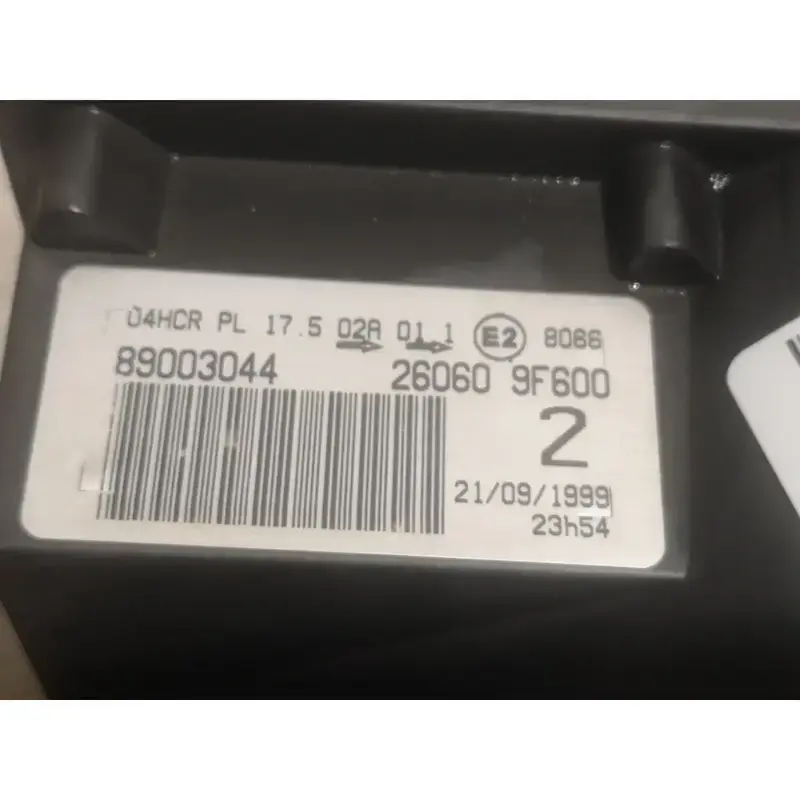 04HCR PL 17.5 02A 01.1 E2 8066
89003044 26060 9F600
2
21/09/1999
23h54